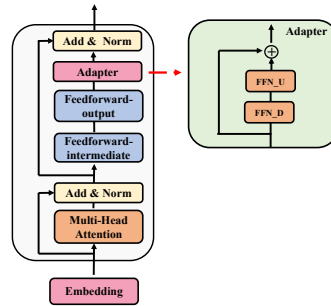 Add & Norm
Adapter
Feedforward-
output
Feedforward-
intermediate
Add & Norm
Multi-Head
Attention
Embedding
Adapter
FFN_U
FFN_D